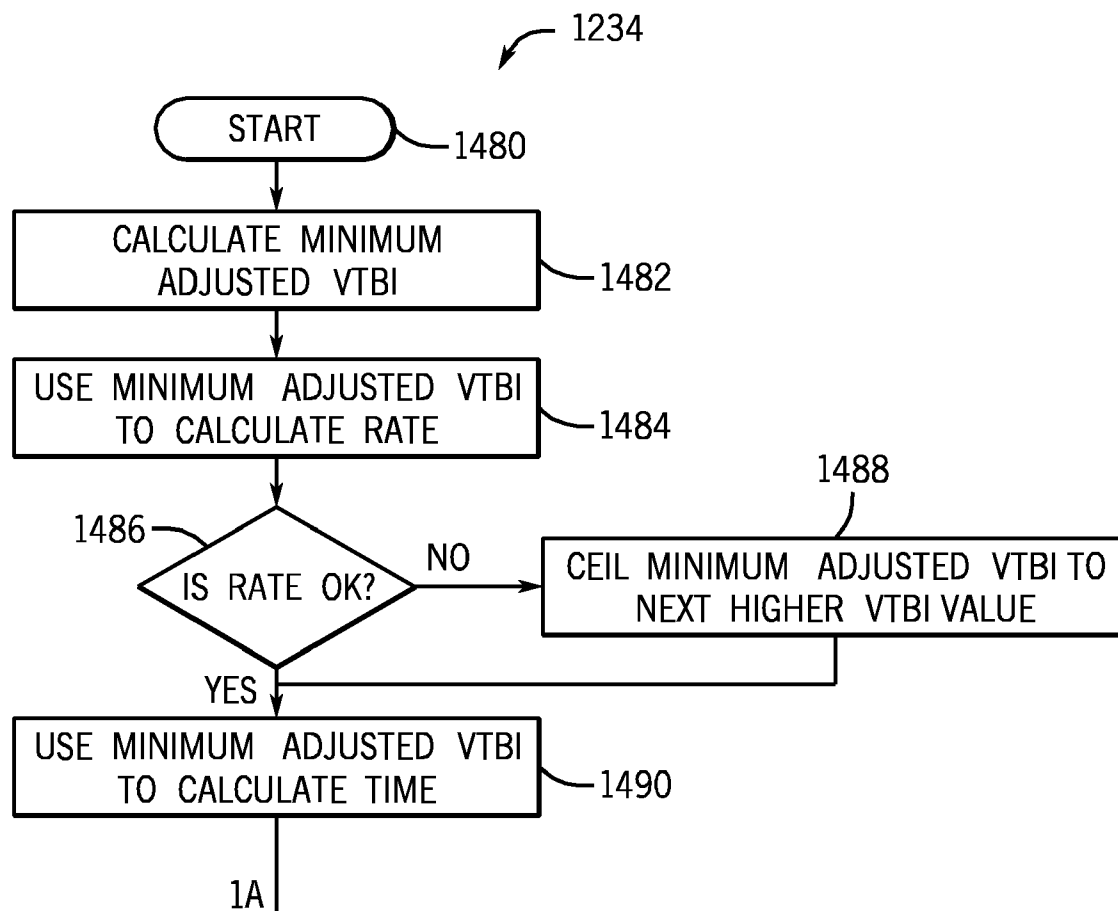 1234
START
1480
CALCULATE MINIMUM
ADJUSTED VTBI
1482
USE MINIMUM ADJUSTED VTBI
TO CALCULATE RATE
1484
1486
IS RATE OK?
NO
1488
CEIL MINIMUM ADJUSTED VTBI TO
NEXT HIGHER VTBI VALUE
YES
USE MINIMUM ADJUSTED VTBI
TO CALCULATE TIME
1490
1A